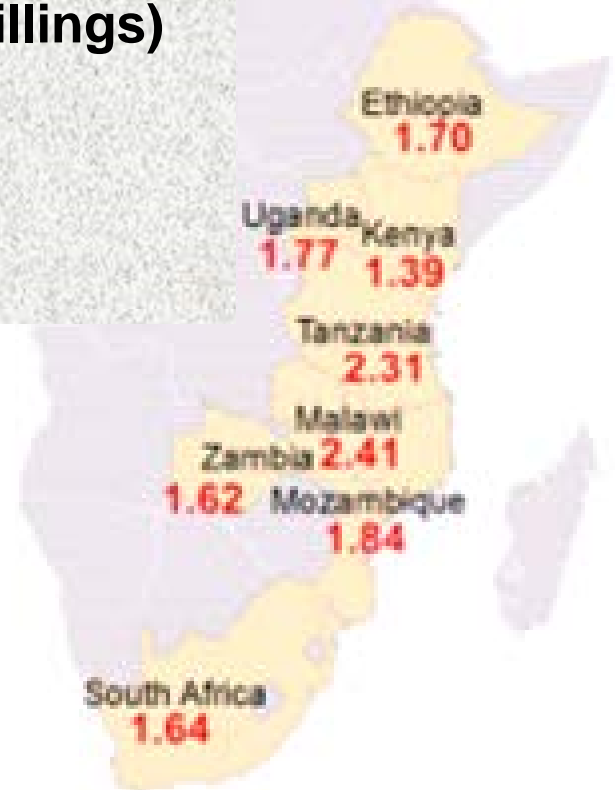 illings)
Ethiopia
1.70
Uganda
1.77
Kenya
1.39
Tanzania
2.31
Malawi
2.41
Zambia
1.62
Mozambique
1.84
South Africa
1.64